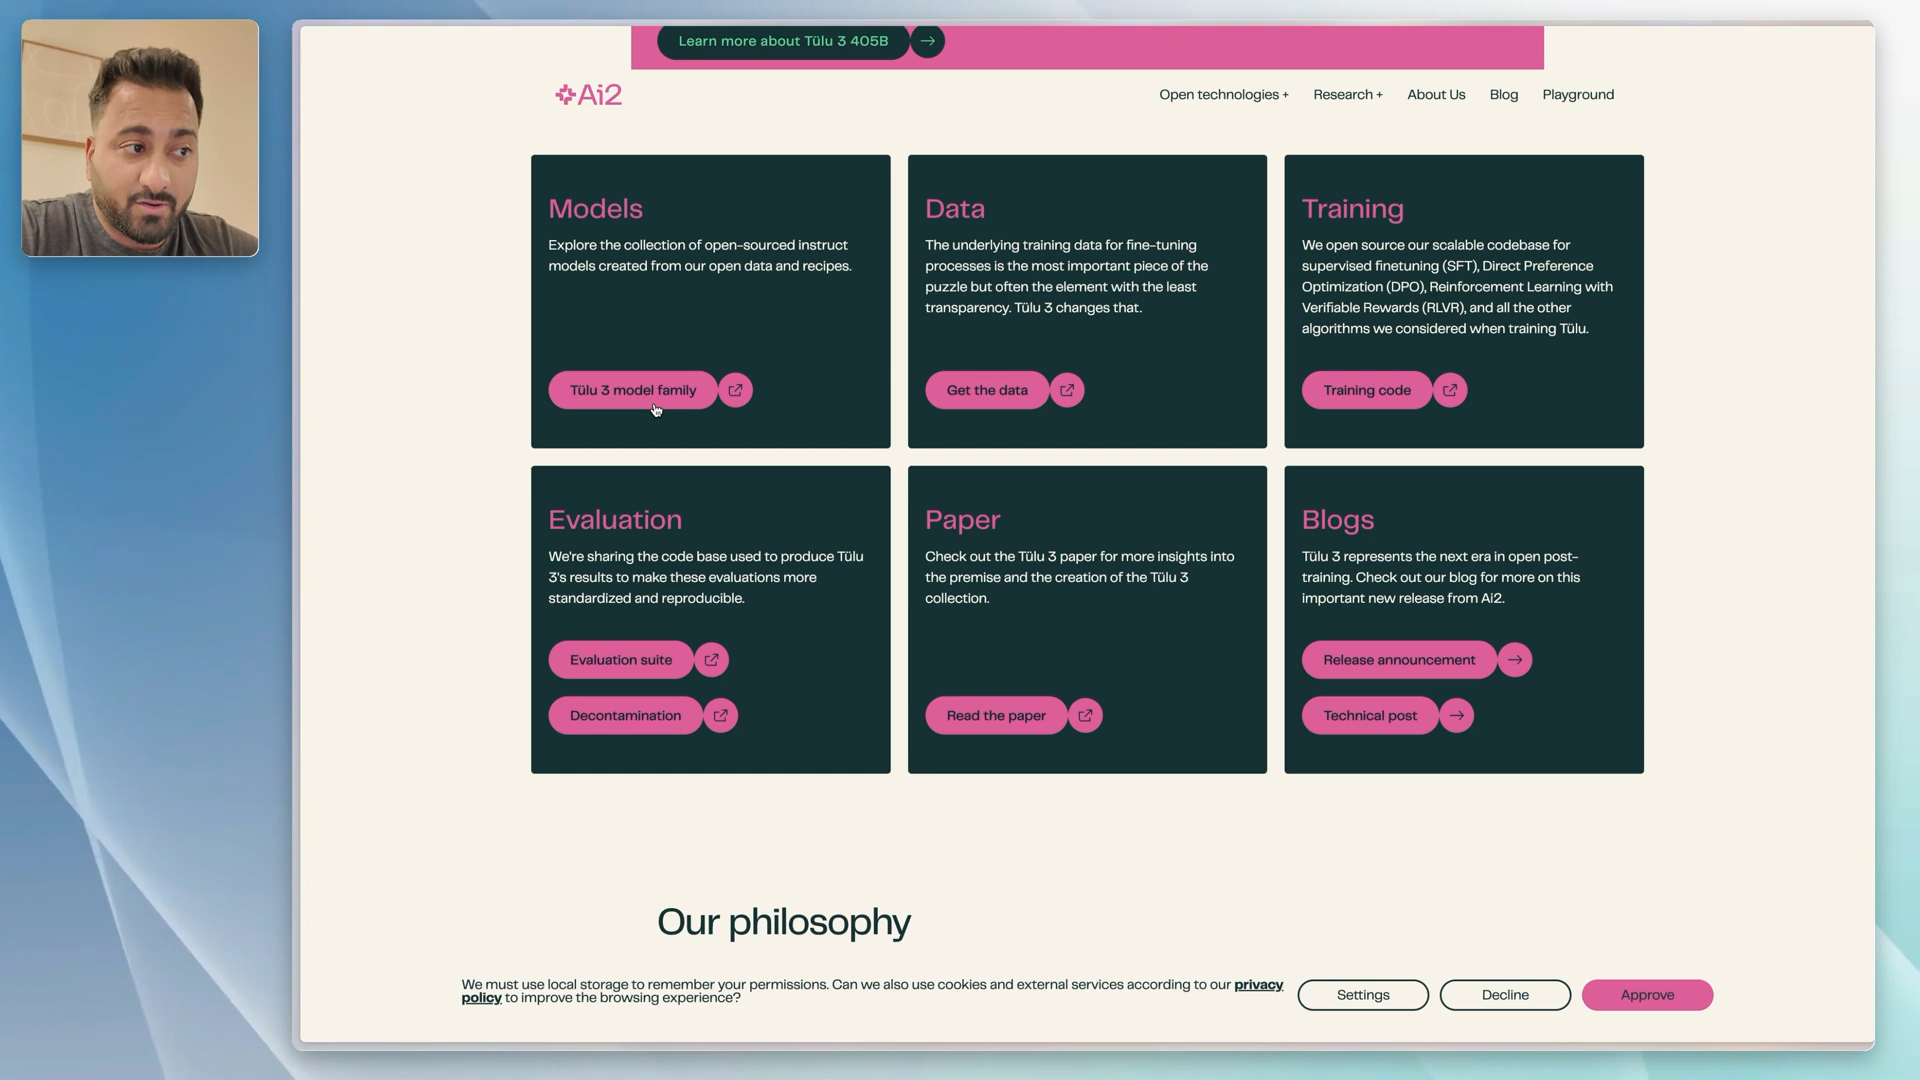 Learn more about Tülu 3 405B
Ai2
Open technologies +
Research +
About Us
Blog
Playground
Models
Explore the collection of open-sourced instruct
models created from our open data and recipes.
Tülu 3 model family
Data
The underlying training data for fine-tuning
processes is the most important piece of the
puzzle but often the element with the least
transparency. Tülu 3 changes that.
Get the data
Training
We open source our scalable codebase for
supervised finetuning (SFT), Direct Preference
Optimization (DPO), Reinforcement Learning with
Verifiable Rewards (RLVR), and all the other
algorithms we considered when training Tülu.
Training code
Evaluation
We're sharing the code base used to produce Tülu
3's results to make these evaluations more
standardized and reproducible.
Evaluation suite
Decontamination
Paper
Check out the Tülu 3 paper for more insights into
the premise and the creation of the Tülu 3
collection.
Read the paper
Blogs
Tülu 3 represents the next era in open post-
training. Check out our blog for more on this
important new release from Ai2.
Release announcement
Technical post
Our philosophy
We must use local storage to remember your permissions. Can we also use cookies and external services according to our privacy
policy to improve the browsing experience?
Settings
Decline
Approve